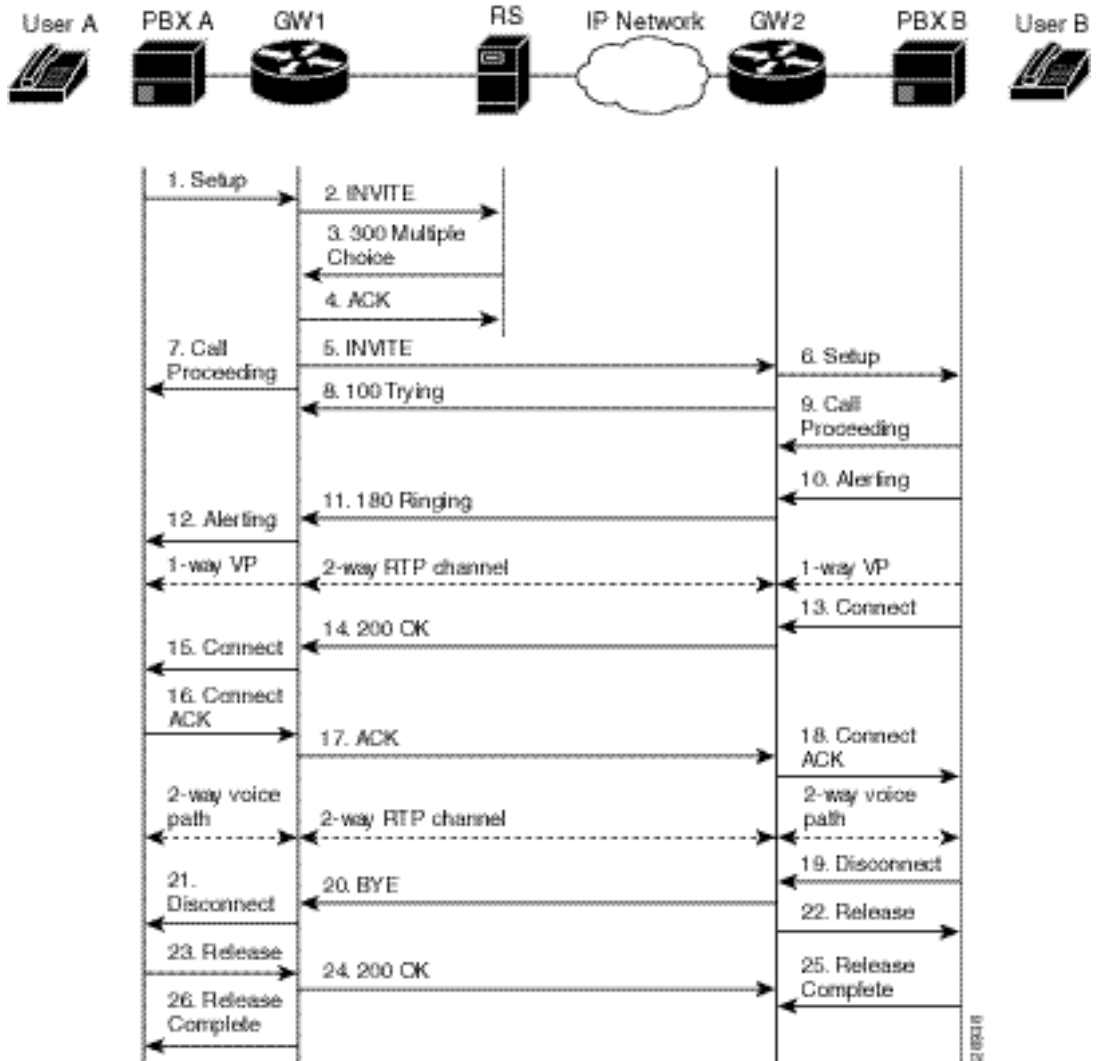 User A
PBX A
GW1
RS
IP Network
GW2
PBX B
User B
1. Setup
2. INVITE
3. 300 Multiple
Choice
4. ACK
7. Call
Proceeding
5. INVITE
6. Setup
8. 100 Trying
9. Call
Proceeding
10. Alerting
11. 180 Ringing
12. Alerting
1-way VP
2-way RTP channel
1-way VP
13. Connect
14. 200 OK
15. Connect
16. Connect
ACK
17. ACK
18. Connect
ACK
2-way voice
path
2-way RTP channel
2-way voice
path
19. Disconnect
20. BYE
21.
Disconnect
22. Release
23. Release
24. 200 OK
25. Release
Complete
26. Release
Complete